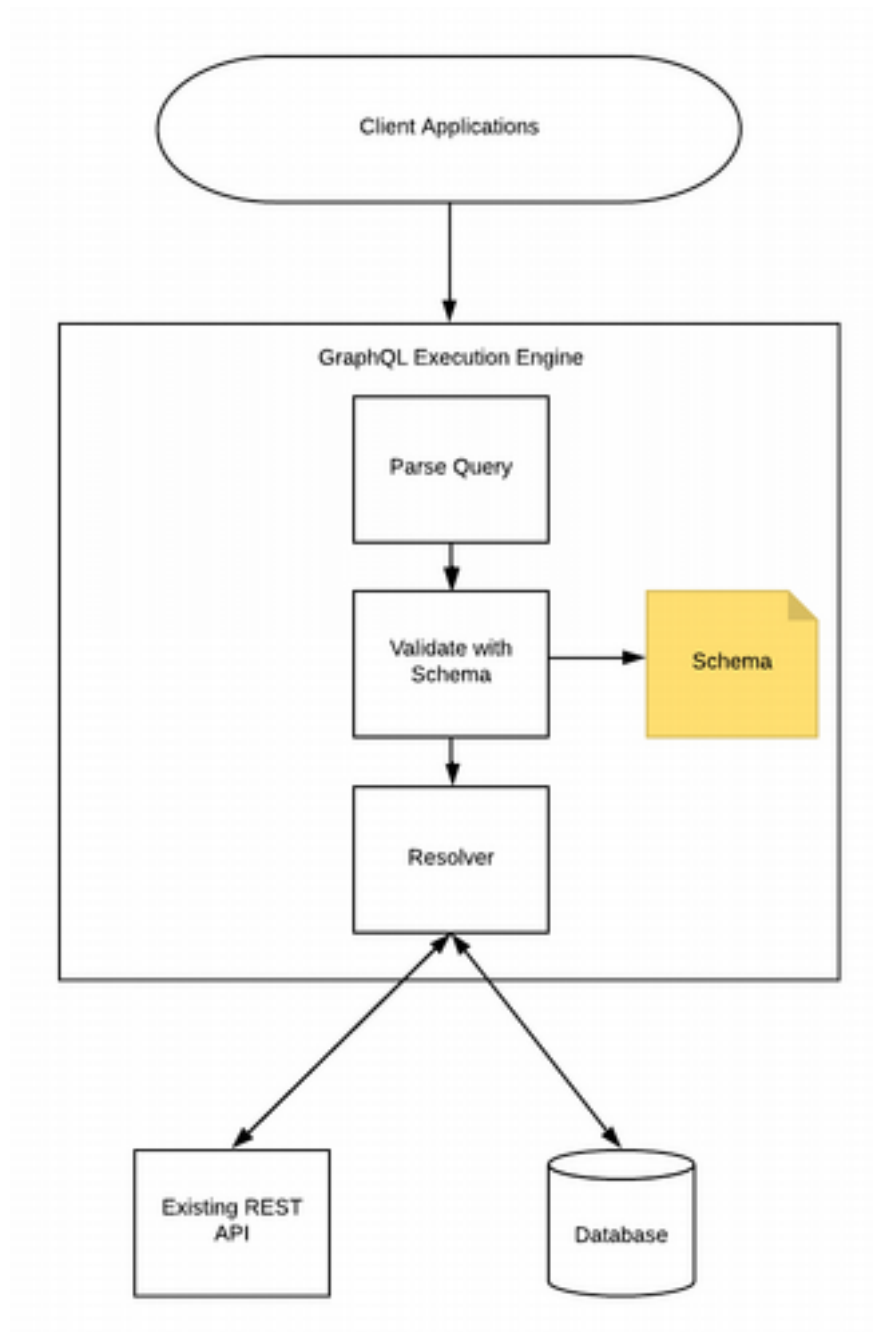 Client Applications
GraphQL Execution Engine
Parse Query
Validate with
Schema
Schema
Resolver
Existing REST
API
Database